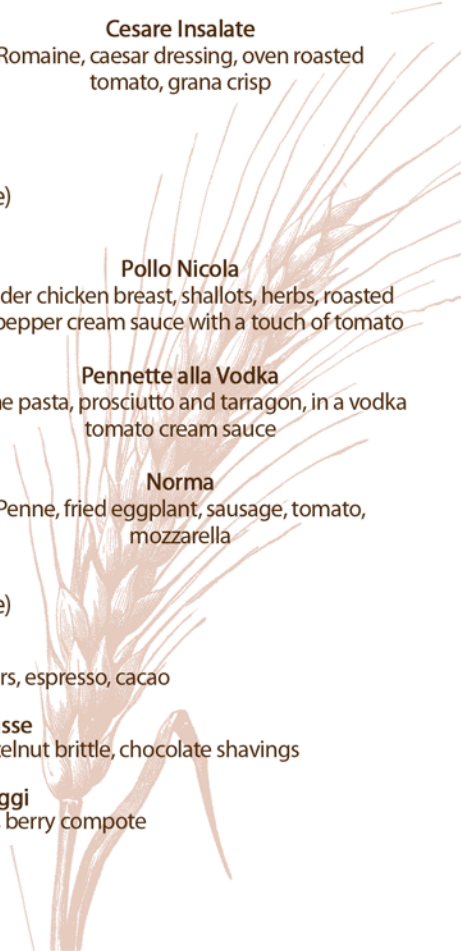 Cesare Insalate
Romaine, caesar dressing, oven roasted
tomato, grana crisp
e)
Pollo Nicola
der chicken breast, shallots, herbs, roasted
pepper cream sauce with a touch of tomato
Pennette alla Vodka
ne pasta, prosciutto and tarragon, in a vodka
tomato cream sauce
Norma
Penne, fried eggplant, sausage, tomato,
mozzarella
e)
rs, espresso, cacao
sse
elnut brittle, chocolate shavings
ggi
berry compote